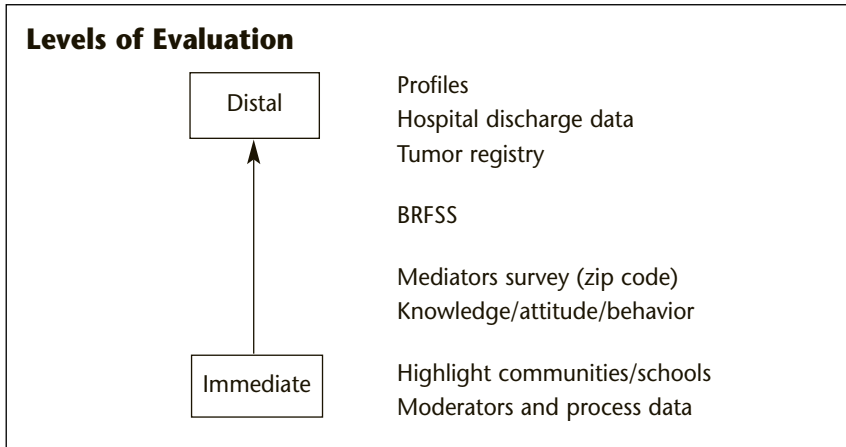 Levels of Evaluation
Distal
Profiles
Hospital discharge data
Tumor registry
BRFSS
Mediators survey (zip code)
Knowledge/attitude/behavior
Immediate
Highlight communities/schools
Moderators and process data